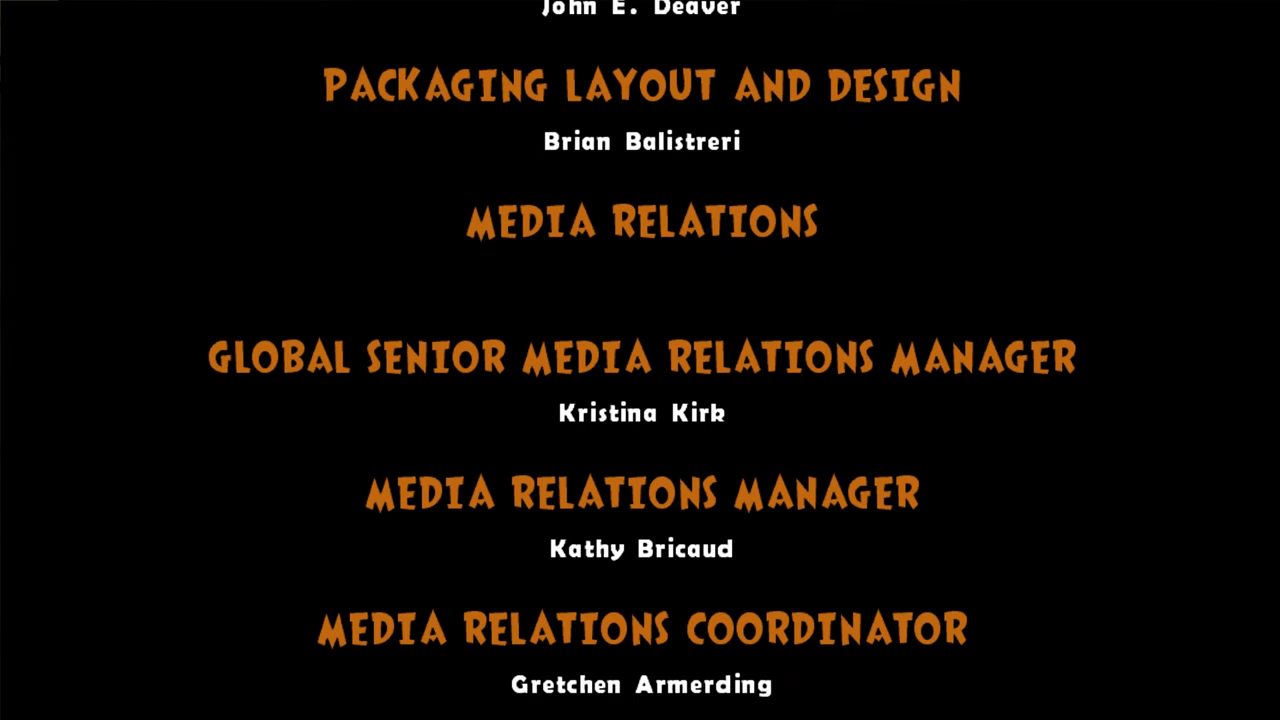 John E. Deaver
PACKAGING LAYOUT AND DESIGN
Brian Balistreri
MEDIA RELATIONS
GLOBAL SENIOR MEDIA RELATIONS MANAGER
Kristina Kirk
MEDIA RELATIONS MANAGER
Kathy Bricaud
MEDIA RELATIONS COORDINATOR
Gretchen Armerding